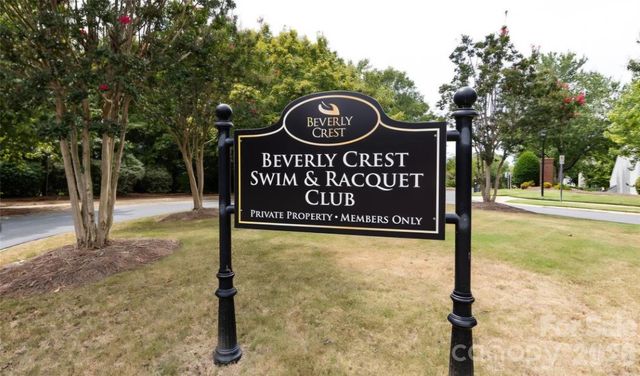 BEVERLY
CREST
BEVERLY CREST
SWIM & RACQUET
CLUB
PRIVATE PROPERTY • MEMBERS ONLY